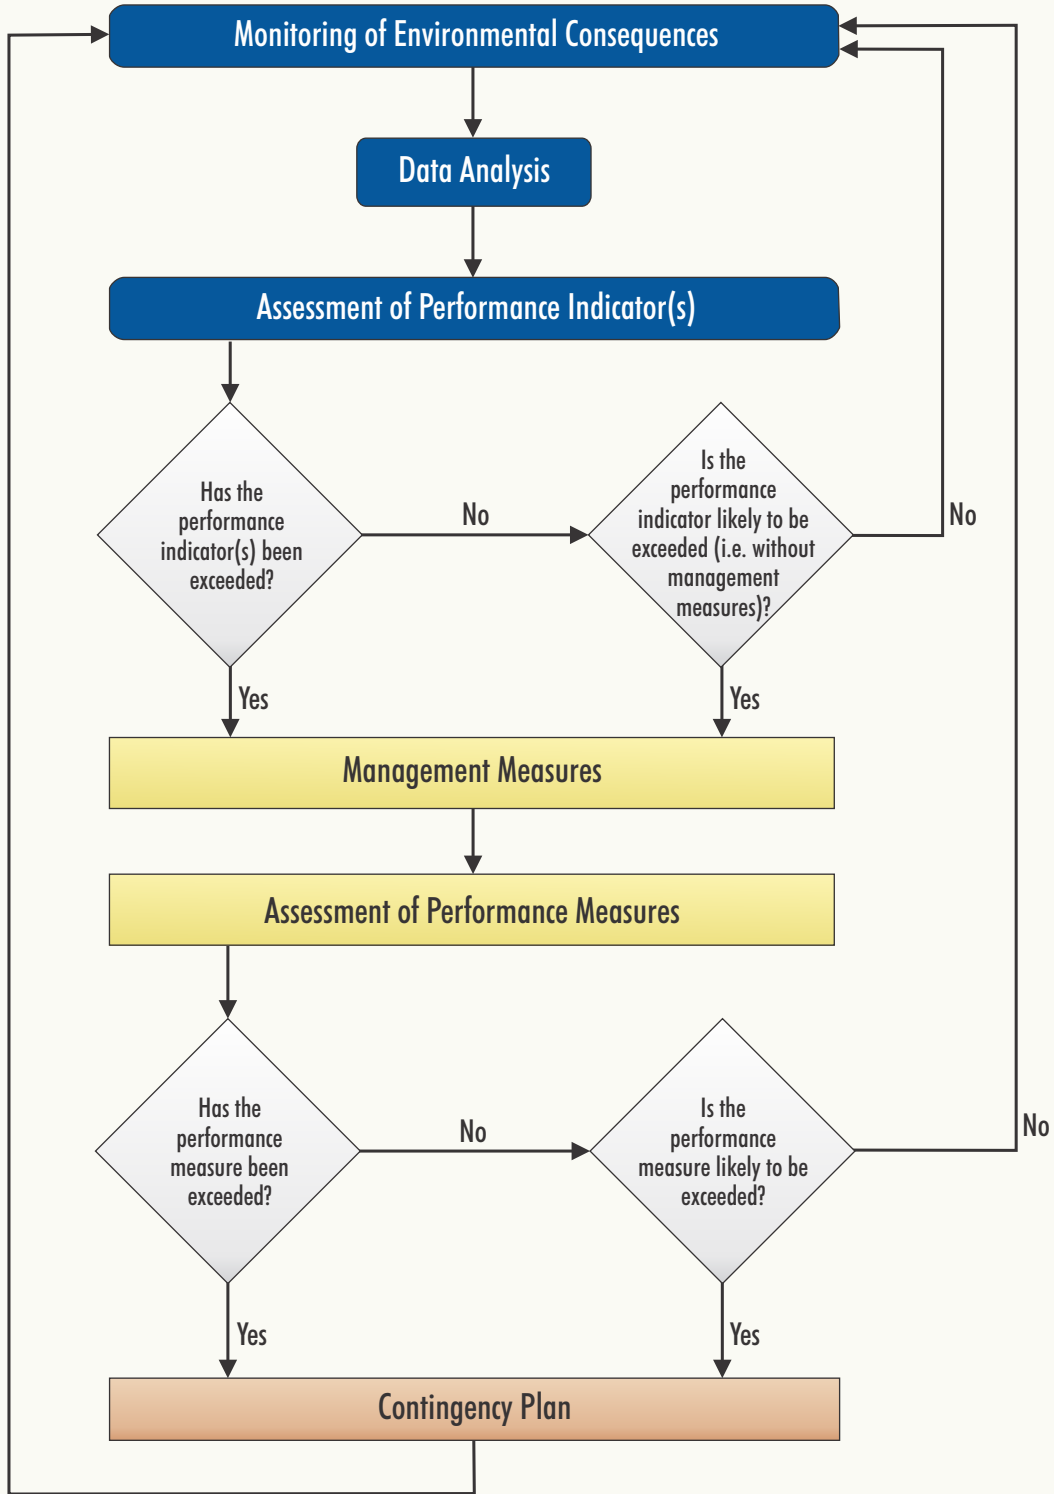 Monitoring of Environmental Consequences
Data Analysis
Assessment of Performance Indicator(s)
Has the
performance
indicator(s) been
exceeded?
No
Is the
performance
indicator likely to be
exceeded (i.e. without
management
measures)?
No
Yes
Yes
Management Measures
Assessment of Performance Measures
Has the
performance
measure been
exceeded?
No
Is the
performance
measure likely to be
exceeded?
No
Yes
Yes
Contingency Plan